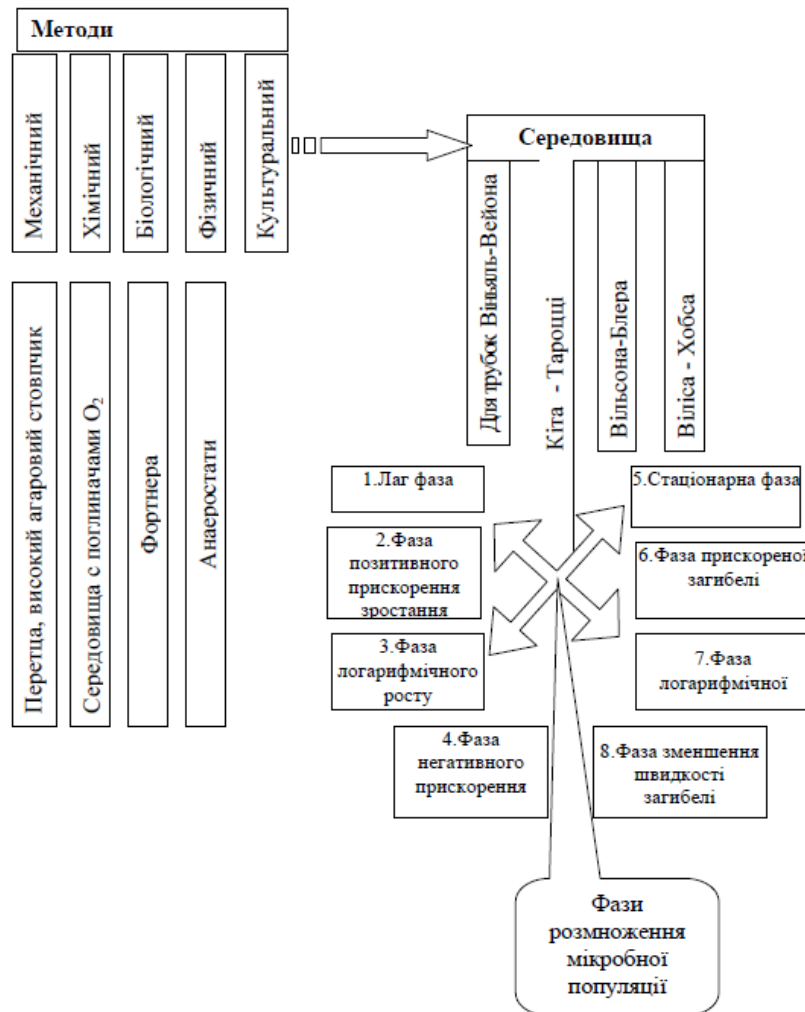 Методи
Механічний
Хімічний
Біологічний
Фізичний
Культуральний
Перетца, високий агаровий стовпчик
Середовища с поглиначами O₂
Фортнера
Анаеростати
Середовища
Для трубок Віньяль-Вейона
Кіта - Тароцці
Вільсона-Блера
Віліса - Хобса
1.Лаг фаза
2.Фаза
позитивного
прискорення
зростання
3. Фаза
логарифмічного
росту
4.Фаза
негативного
прискорення
5.Стаціонарна фаза
6.Фаза прискореної
загибелі
7.Фаза
логарифмічної
8.Фаза зменшення
швидкості
загибелі
Фази
розмноження
мікробної
популяції